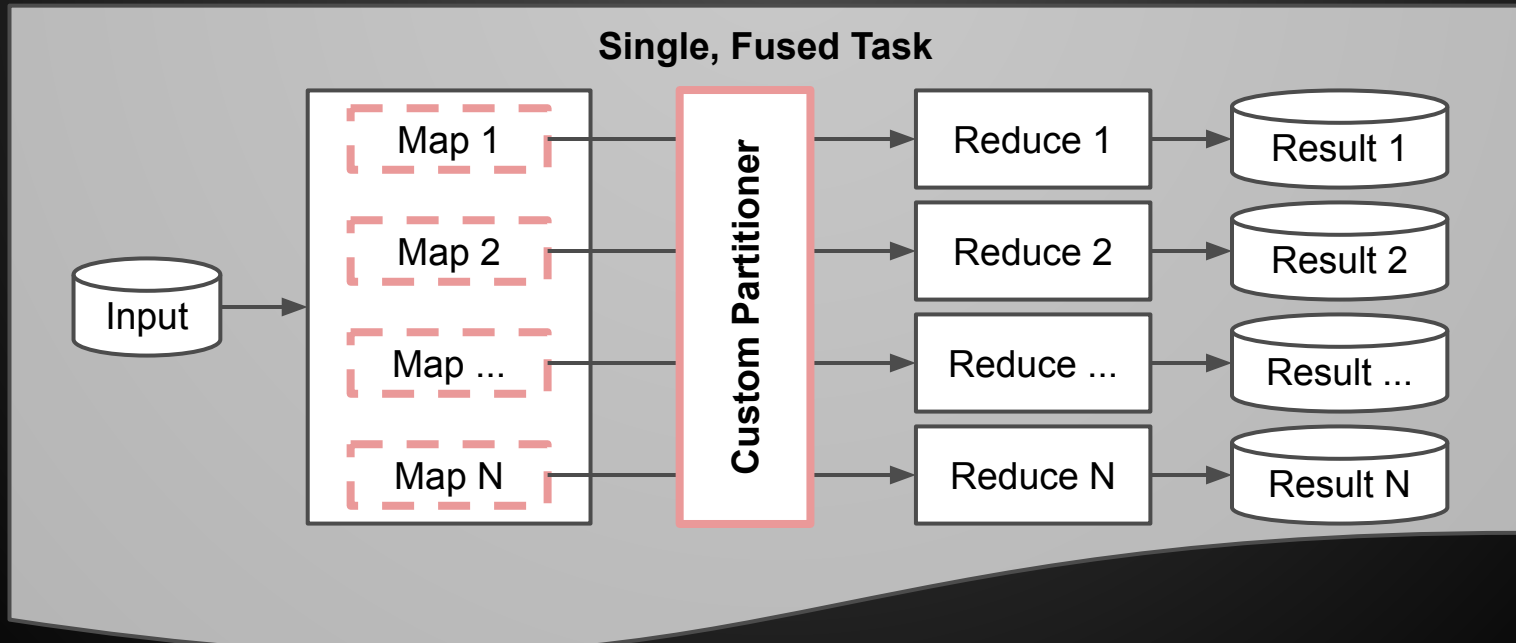 Single, Fused Task
Map 1
Reduce 1
Result 1
Map 2
Reduce 2
Result 2
Input
Custom Partitioner
Map ...
Reduce ...
Result ...
Map N
Reduce N
Result N